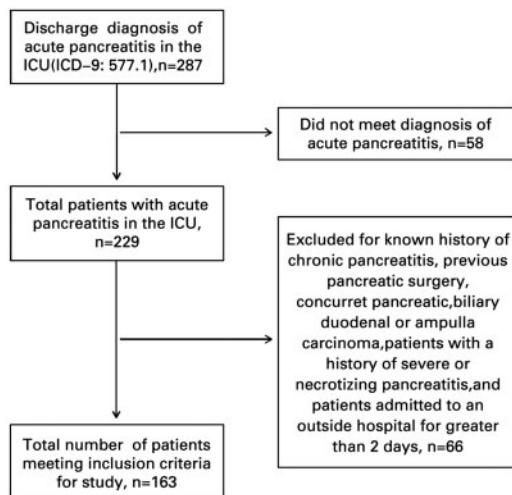 Discharge diagnosis of
acute pancreatitis in the
ICU(ICD–9: 577.1),n=287
Did not meet diagnosis of
acute pancreatitis, n=58
Total patients with acute
pancreatitis in the ICU,
n=229
Excluded for known history of
chronic pancreatitis, previous
pancreatic surgery,
concurret pancreatic,biliary
duodenal or ampulla
carcinoma,patients with a
history of severe or
necrotizing pancreatitis,and
patients admitted to an
outside hospital for greater
than 2 days, n=66
Total number of patients
meeting inclusion criteria
for study, n=163